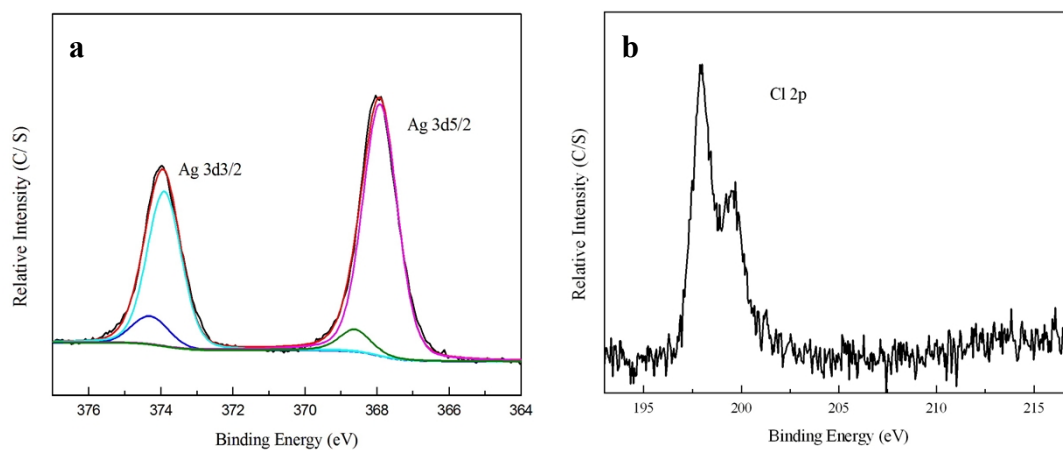 a
Ag 3d3/2
Ag 3d5/2
Relative Intensity (C/ S)
376 374 372 370 368 366 364
Binding Energy (eV)
b
Cl 2p
Relative Intensity (C/S)
195 200 205 210 215
Binding Energy (eV)